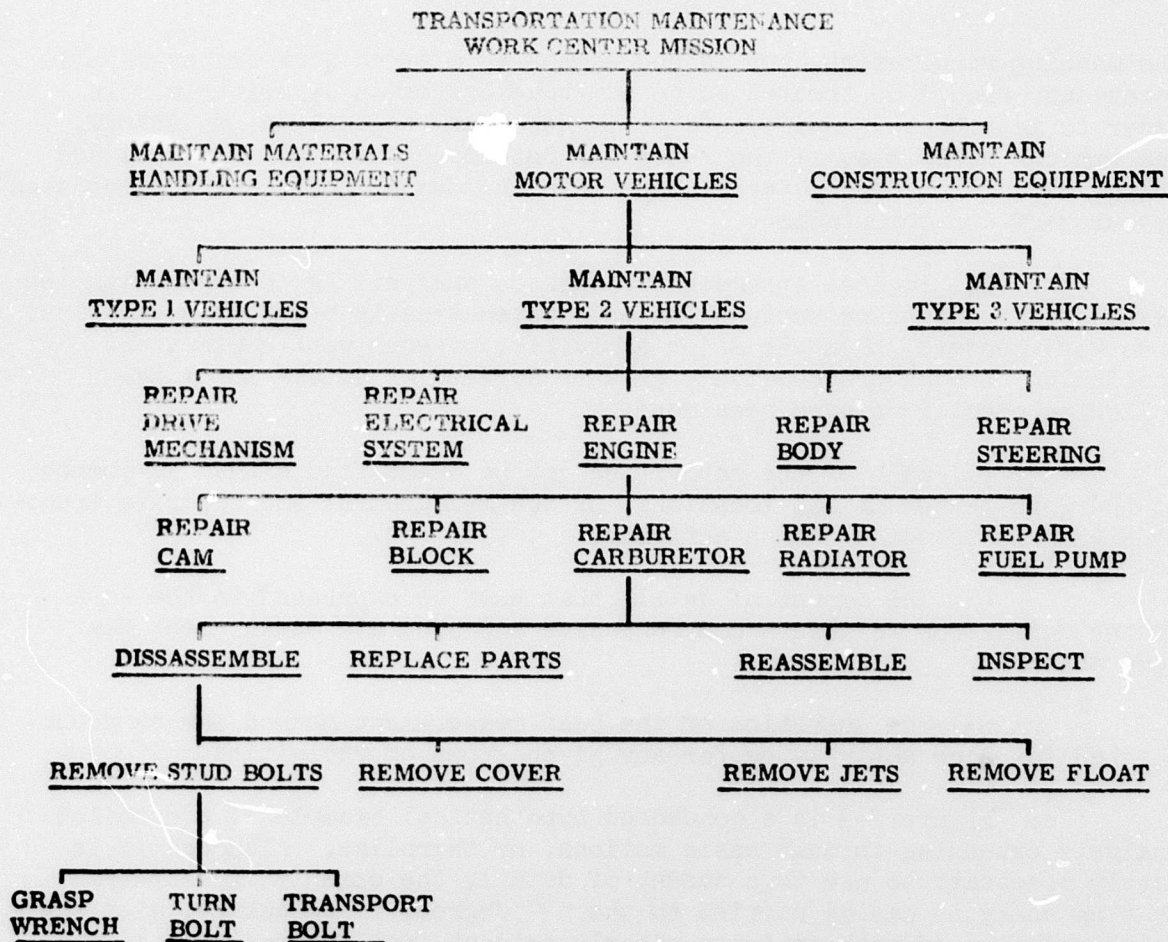 TRANSPORTATION MAINTENANCE
WORK CENTER MISSION
MAINTAIN MATERIALS
HANDLING EQUIPMENT
MAINTAIN
MOTOR VEHICLES
MAINTAIN
CONSTRUCTION EQUIPMENT
MAINTAIN
TYPE 1 VEHICLES
MAINTAIN
TYPE 2 VEHICLES
MAINTAIN
TYPE 3 VEHICLES
REPAIR
DRIVE
MECHANISM
REPAIR
ELECTRICAL
SYSTEM
REPAIR
ENGINE
REPAIR
BODY
REPAIR
STEERING
REPAIR
CAM
REPAIR
BLOCK
REPAIR
CARBURETOR
REPAIR
RADIATOR
REPAIR
FUEL PUMP
DISSASSEMBLE
REPLACE PARTS
REASSEMBLE
INSPECT
REMOVE STUD BOLTS
REMOVE COVER
REMOVE JETS
REMOVE FLOAT
GRASP
WRENCH
TURN
BOLT
TRANSPORT
BOLT